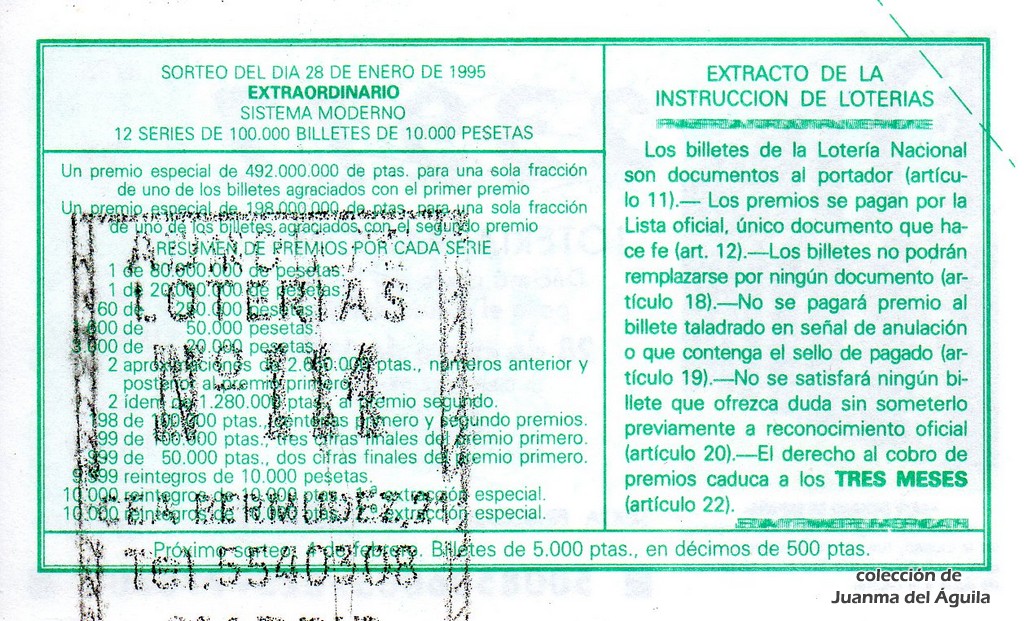 SORTEO DEL DIA 28 DE ENERO DE 1995
EXTRAORDINARIO
SISTEMA MODERNO
12 SERIES DE 100.000 BILLETES DE 10.000 PESETAS
Un premio especial de 492.000.000 de ptas. para una sola fracción
de uno de los billetes agraciados con el primer premio
Un premio especial de 198.000.000 de ptas. para una sola fracción
de uno de los billetes agraciados con el segundo premio
RESUMEN DE PREMIOS POR CADA SERIE
1 de 80.000.000 de pesetas.
1 de 20.000.000 de pesetas.
60 de 250.000 pesetas.
600 de 50.000 pesetas.
3.000 de 20.000 pesetas.
2 aproximaciones de ptas., números anterior y
posterior al premio primero.
2 ídem de 1.280.000 ptas. al premio segundo.
198 de 100.000 ptas., centenas primero y segundo premios.
99 de 100.000 ptas., tres cifras finales del premio primero.
999 de 50.000 ptas., dos cifras finales del premio primero.
9.999 reintegros de 10.000 pesetas.
10.000 reintegros de 10.000 ptas., extracción especial.
10.000 reintegros de 10.000 ptas., 2ª extracción especial.
Próximo sorteo: 4 de febrero. Billetes de 5.000 ptas., en décimos de 500 ptas.
EXTRACTO DE LA
INSTRUCCION DE LOTERIAS
Los billetes de la Lotería Nacional
son documentos al portador (artícu-
lo 11).— Los premios se pagan por la
Lista oficial, único documento que ha-
ce fe (art. 12).—Los billetes no podrán
remplazarse por ningún documento (ar-
tículo 18).—No se pagará premio al
billete taladrado en señal de anulación
o que contenga el sello de pagado (ar-
tículo 19).—No se satisfará ningún bi-
llete que ofrezca duda sin someterlo
previamente a reconocimiento oficial
(artículo 20).—El derecho al cobro de
premios caduca a los TRES MESES
(artículo 22).
LOTERIAS
Nº 114
BERMUDEZ,
Tel.5540308
colección de
Juanma del Águila